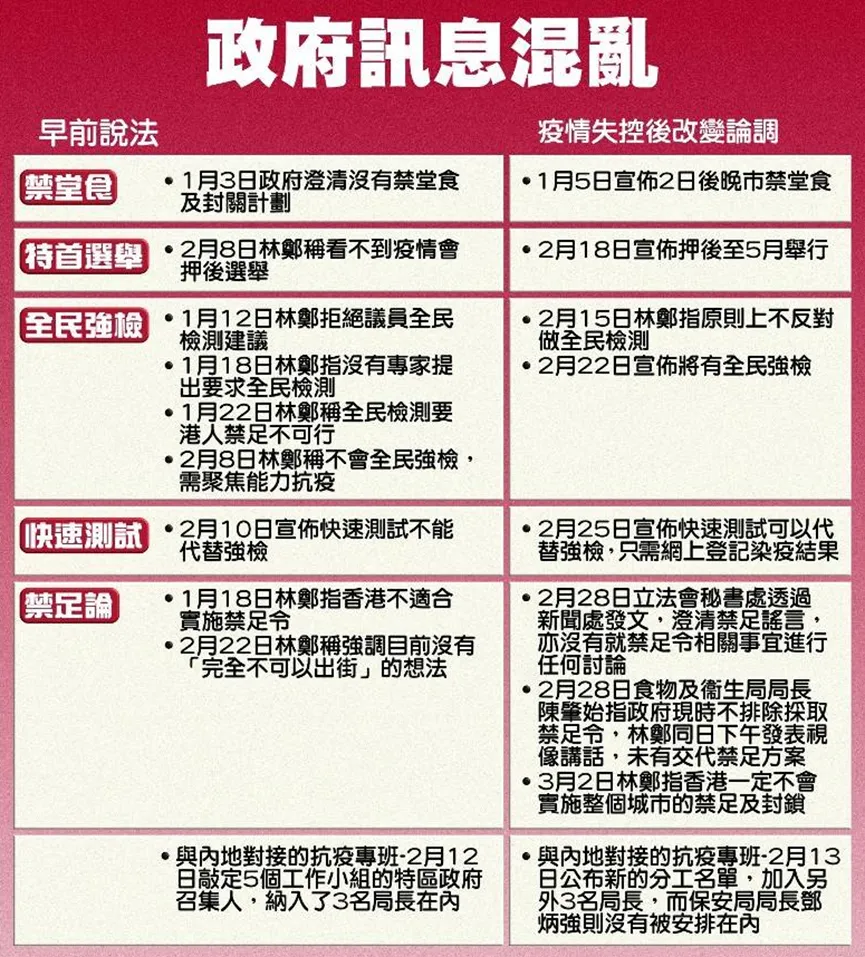 政府訊息混亂
早前說法
疫情失控後改變論調
禁堂食
• 1月3日政府澄清沒有禁堂食
及封關計劃
• 1月5日宣佈2日後晚市禁堂食
特首選舉
• 2月8日林鄭稱看不到疫情會
押後選舉
• 2月18日宣佈押後至5月舉行
全民強檢
• 1月12日林鄭拒絕議員全民
檢測建議
• 1月18日林鄭指沒有專家提
出要求全民檢測
• 1月22日林鄭稱全民檢測要
港人禁足不可行
• 2月8日林鄭稱不會全民強檢，
需聚焦能力抗疫
• 2月15日林鄭指原則上不反對
做全民檢測
• 2月22日宣佈將有全民強檢
快速測試
• 2月10日宣佈快速測試不能
代替強檢
• 2月25日宣佈快速測試可以代
替強檢，只需網上登記染疫結果
禁足論
• 1月18日林鄭指香港不適合
實施禁足令
• 2月22日林鄭稱強調目前沒有
「完全不可以出街」的想法
• 2月28日立法會秘書處透過
新聞處發文，澄清禁足謠言，
亦沒有就禁足令相關事宜進行
任何討論
• 2月28日食物及衞生局局長
陳肇始指政府現時不排除採取
禁足令，林鄭同日下午發表視
像講話，未有交代禁足方案
• 3月2日林鄭指香港一定不會
實施整個城市的禁足及封鎖
• 與內地對接的抗疫專班-2月12
日敲定5個工作小組的特區政府
召集人，納入了3名局長在內
• 與內地對接的抗疫專班-2月13
日公布新的分工名單，加入另
外3名局長，而保安局局長鄧
炳強則沒有被安排在內